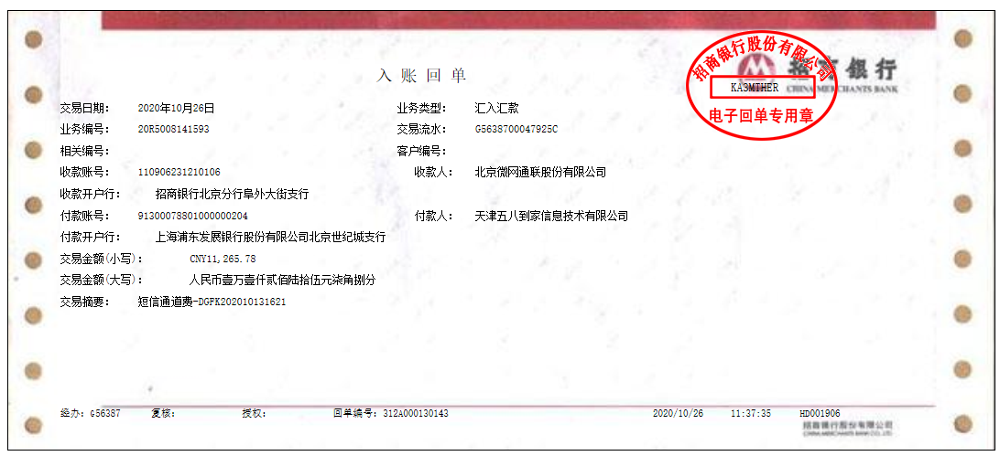 招商银行股份有限公司
招商银行
CHINA MERCHANTS BANK
KA3MTHER
电子回单专用章
入账回单
交易日期： 2020年10月26日 业务类型： 汇入汇款
业务编号： 20R5008141593 交易流水： G5638700047925C
相关编号： 客户编号：
收款账号： 110906231210106 收款人： 北京微网通联股份有限公司
收款开户行： 招商银行北京分行阜外大街支行
付款账号： 91300078801000000204 付款人： 天津五八到家信息技术有限公司
付款开户行： 上海浦东发展银行股份有限公司北京世纪城支行
交易金额(小写)： CNY11,265.78
交易金额(大写)： 人民币壹万壹仟贰佰陆拾伍元柒角捌分
交易摘要： 短信通道费-DGFK202010131621
经办：G56387 复核： 授权： 回单编号：312A000130143 2020/10/26 11:37:35 HD001906
招商银行股份有限公司
CHINA MERCHANTS BANK CO., LTD